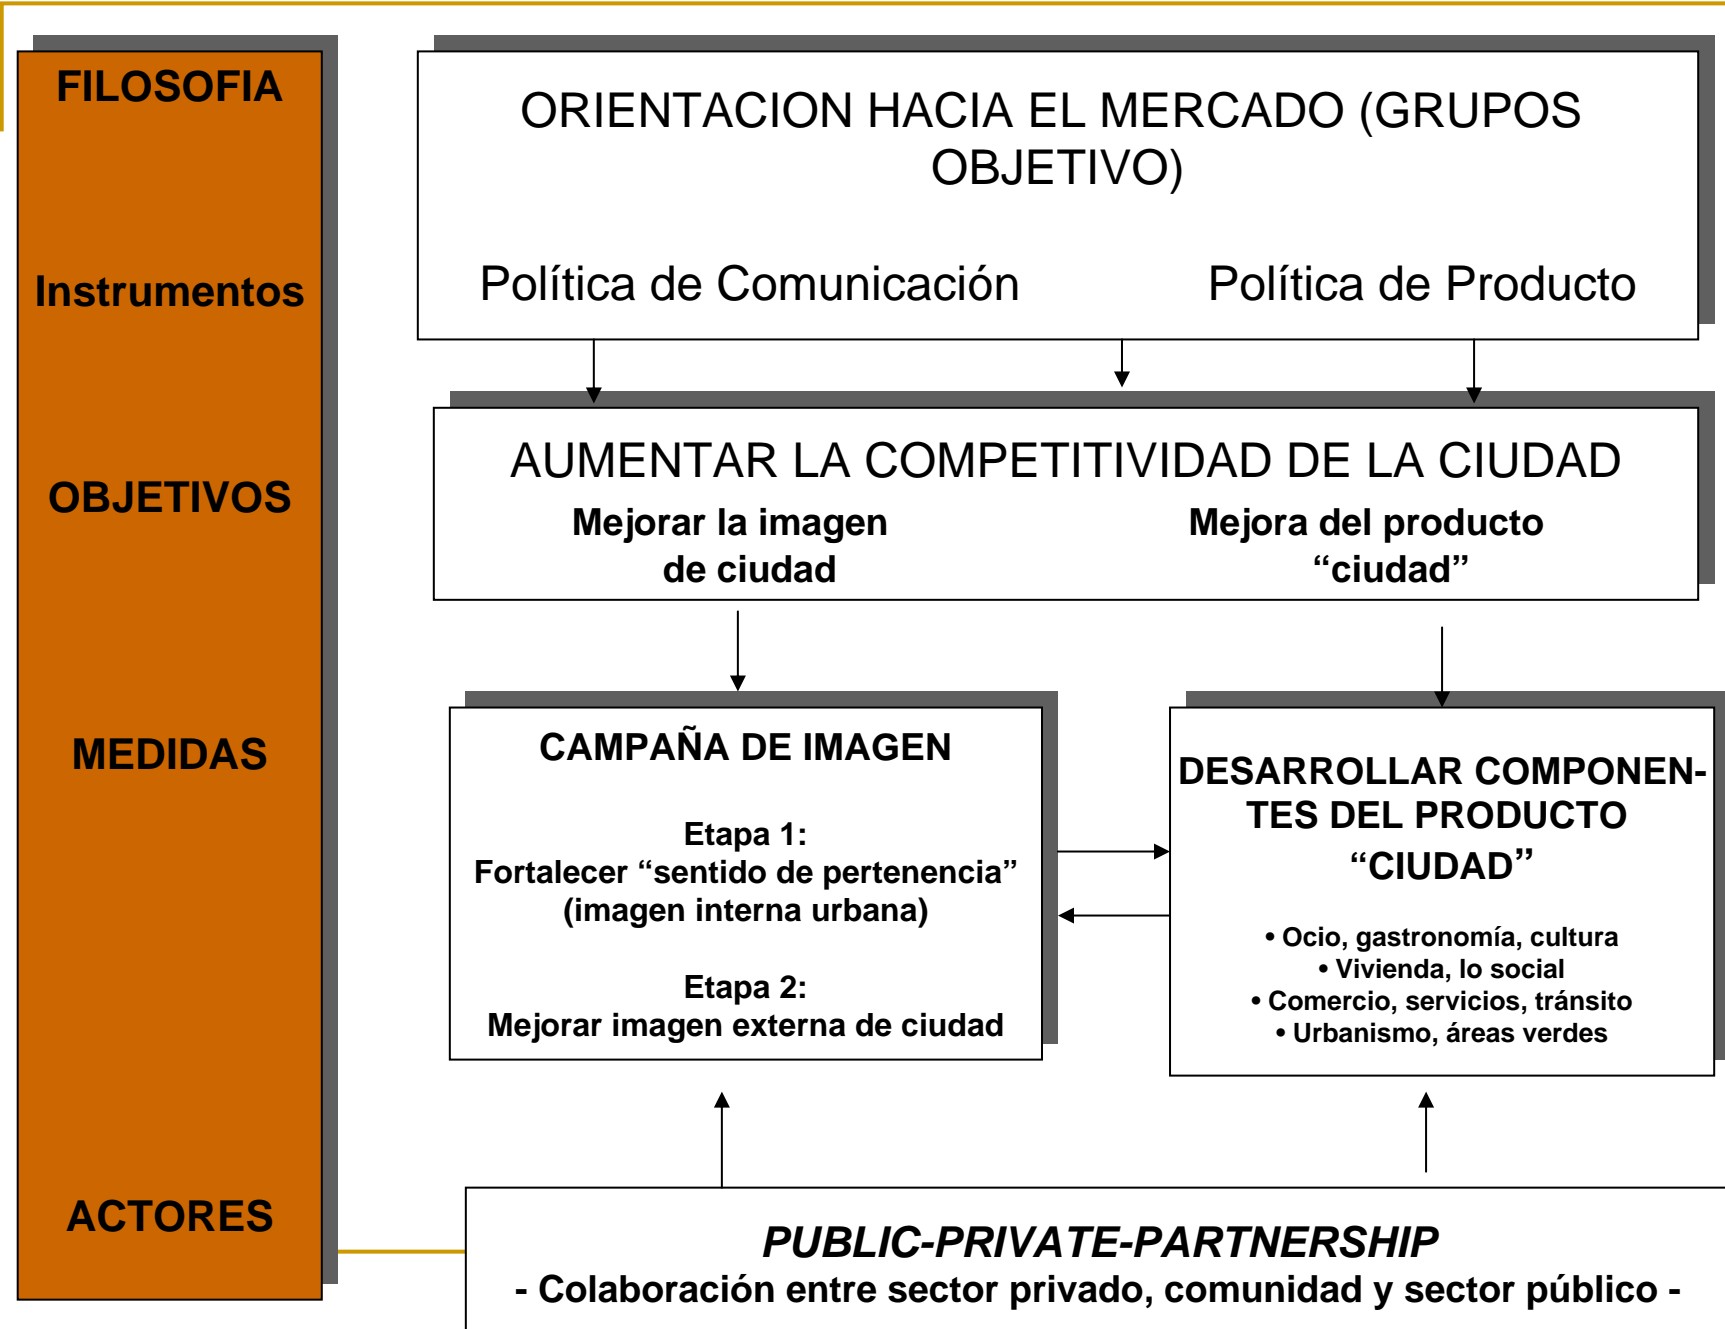 FILOSOFIA
Instrumentos
OBJETIVOS
MEDIDAS
ACTORES
ORIENTACION HACIA EL MERCADO (GRUPOS
OBJETIVO)
Política de Comunicación
Política de Producto
AUMENTAR LA COMPETITIVIDAD DE LA CIUDAD
Mejorar la imagen
de ciudad
Mejora del producto
“ciudad”
CAMPAÑA DE IMAGEN
Etapa 1:
Fortalecer “sentido de pertenencia”
(imagen interna urbana)
Etapa 2:
Mejorar imagen externa de ciudad
DESARROLLAR COMPONEN-
TES DEL PRODUCTO
“CIUDAD”
• Ocio, gastronomía, cultura
• Vivienda, lo social
• Comercio, servicios, tránsito
• Urbanismo, áreas verdes
PUBLIC-PRIVATE-PARTNERSHIP
- Colaboración entre sector privado, comunidad y sector público -